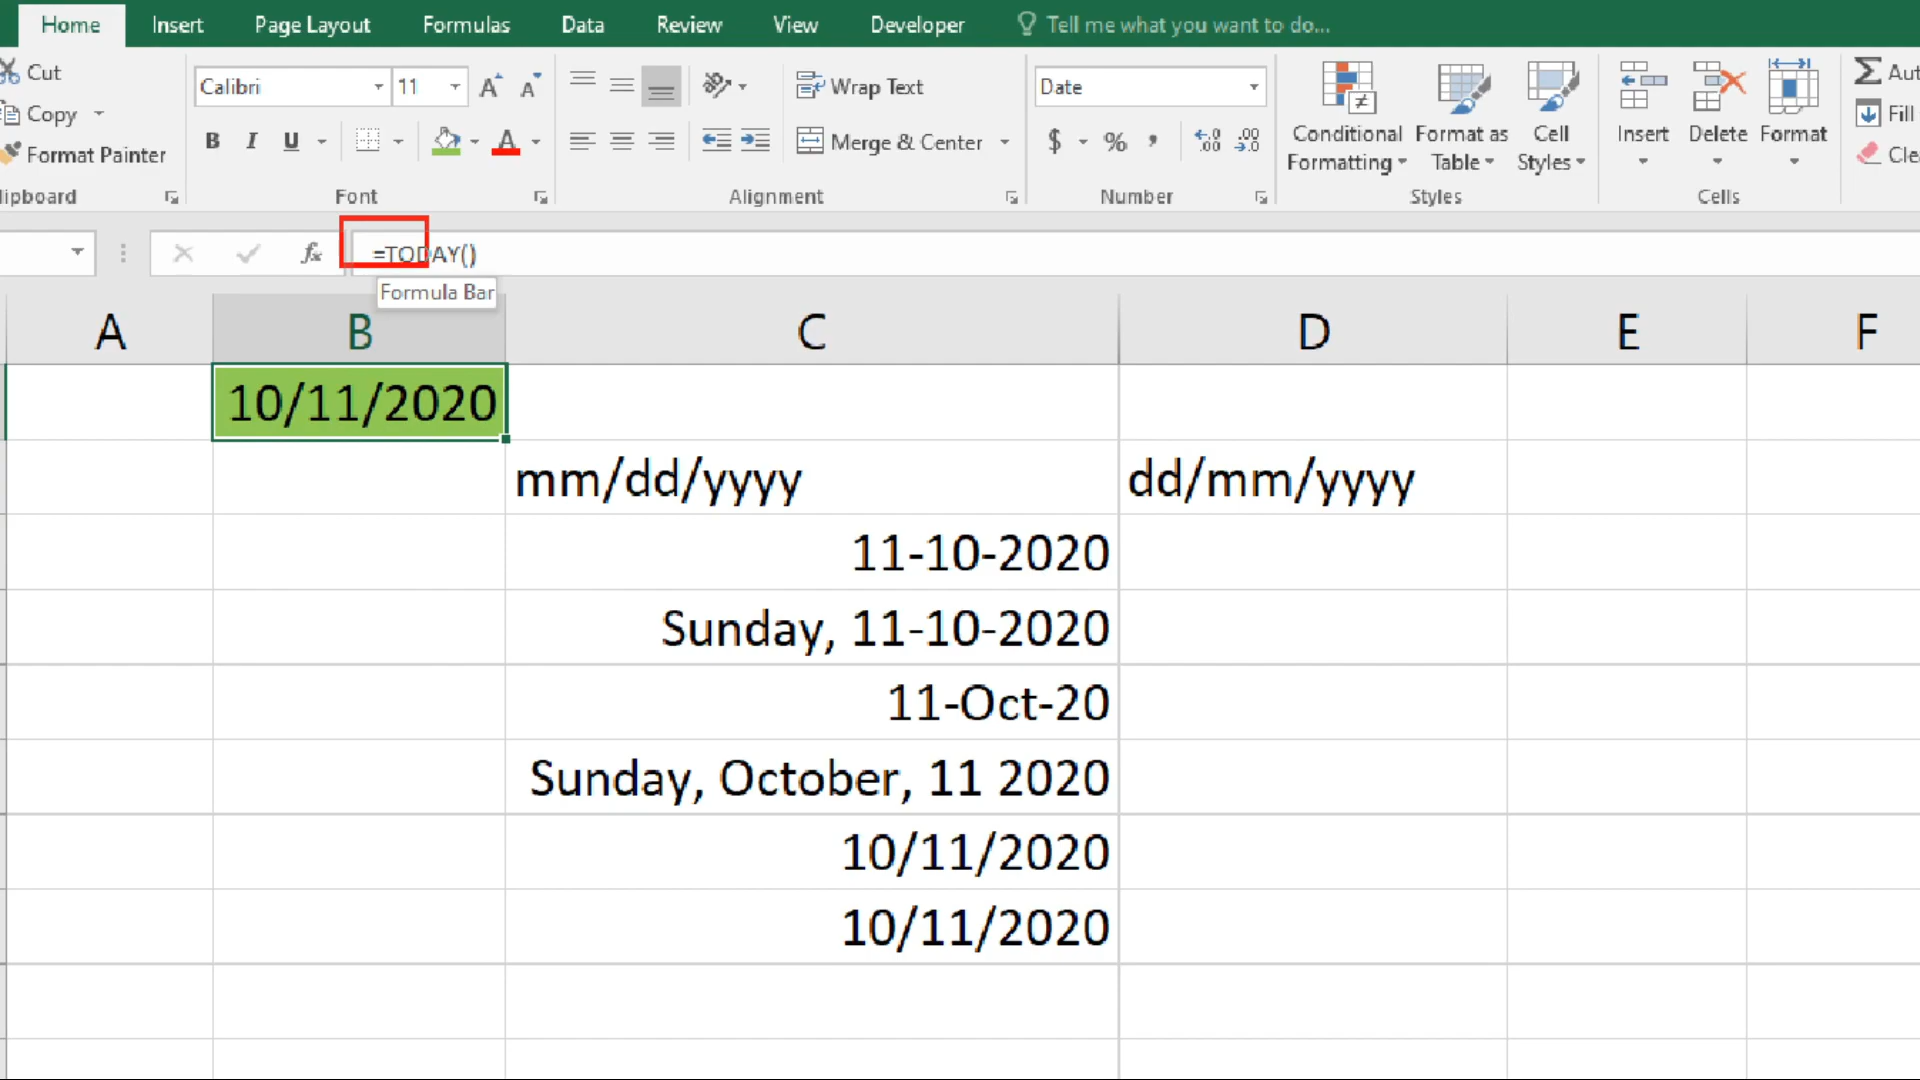 Home Insert Page Layout Formulas Data Review View Developer Tell me what you want to do...
Cut
Copy
Format Painter
lipboard
Calibri 11
B I U
Font
Wrap Text
Merge & Center
Alignment
Date
$ % ,
Number
Conditional Formatting
Format as Table
Cell Styles
Styles
Insert
Delete
Format
Cells
Aut
Fill
Cle
fx =TODAY()
Formula Bar
A B C D E F
10/11/2020
mm/dd/yyyy dd/mm/yyyy
11-10-2020
Sunday, 11-10-2020
11-Oct-20
Sunday, October, 11 2020
10/11/2020
10/11/2020